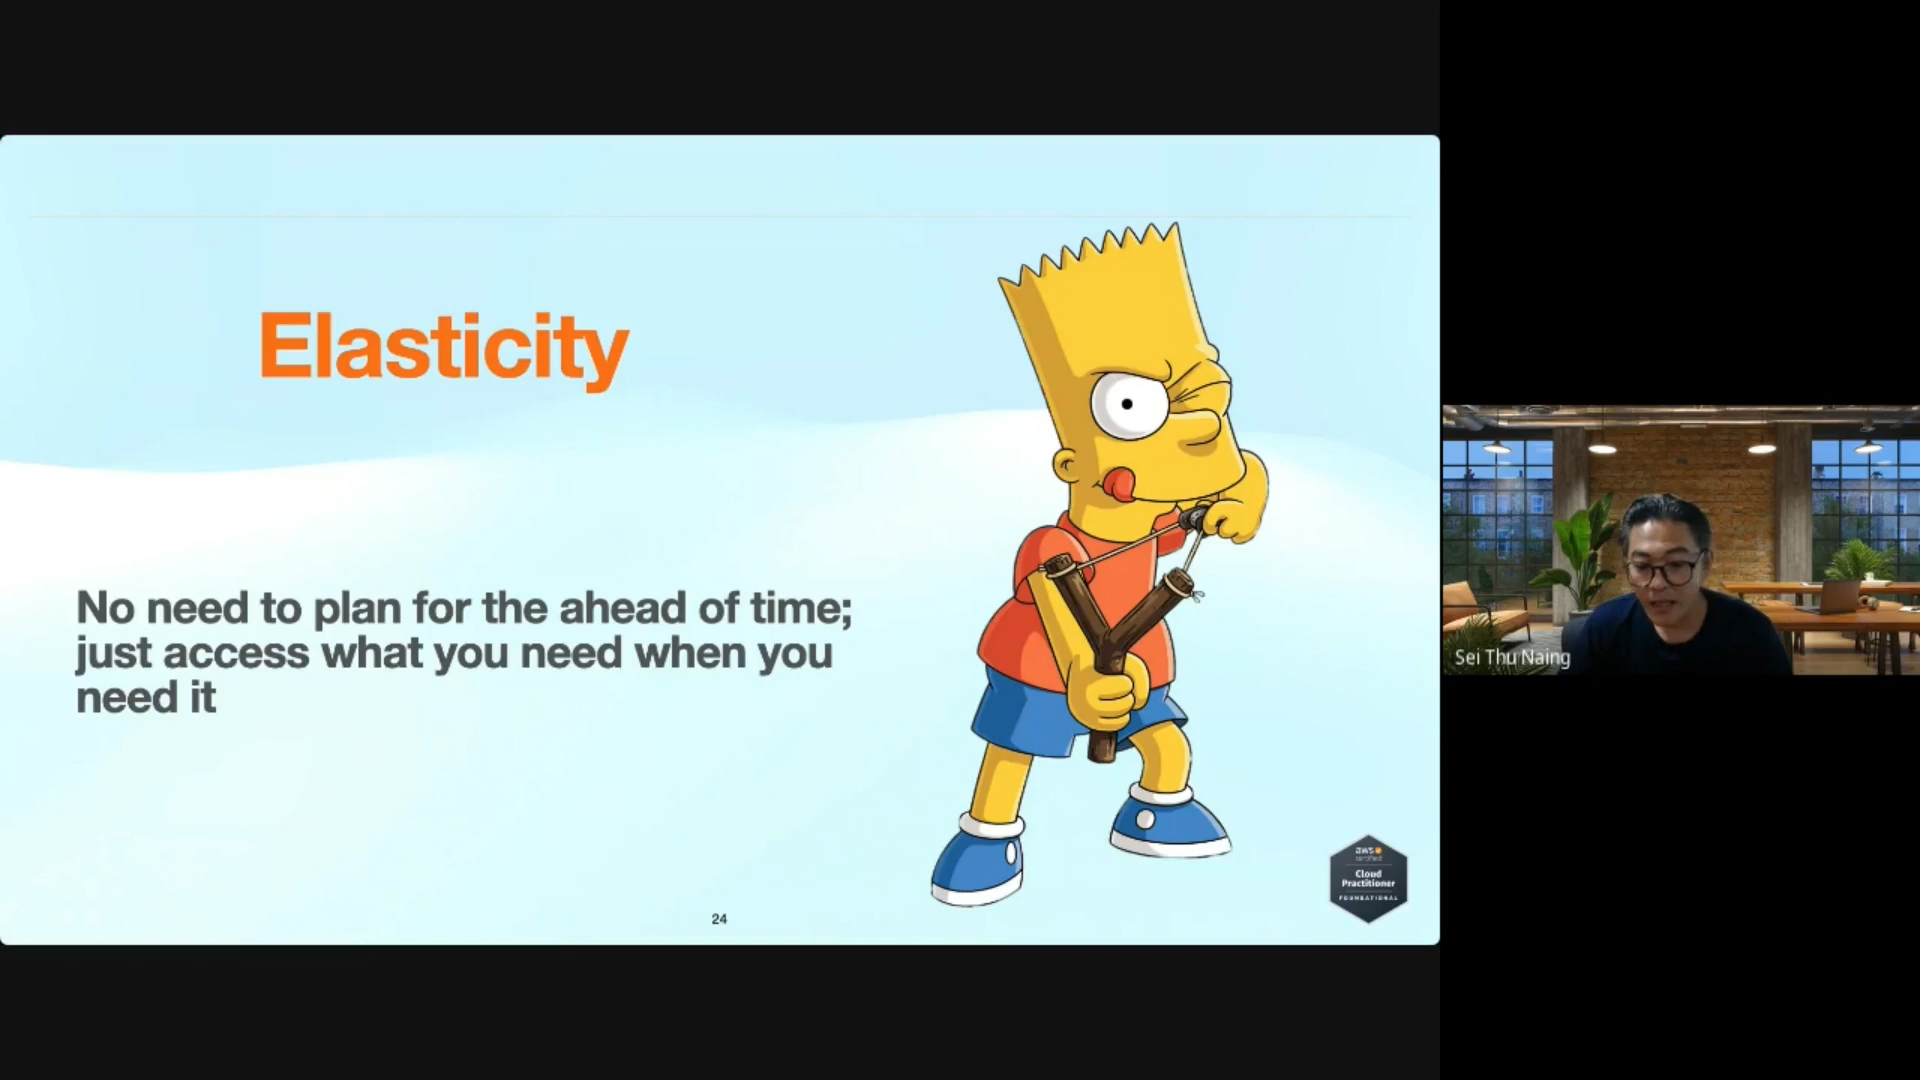 Elasticity
No need to plan for the ahead of time;
just access what you need when you
need it
24
aws
certified
Cloud
Practitioner
FOUNDATIONAL
Sei Thu Naing